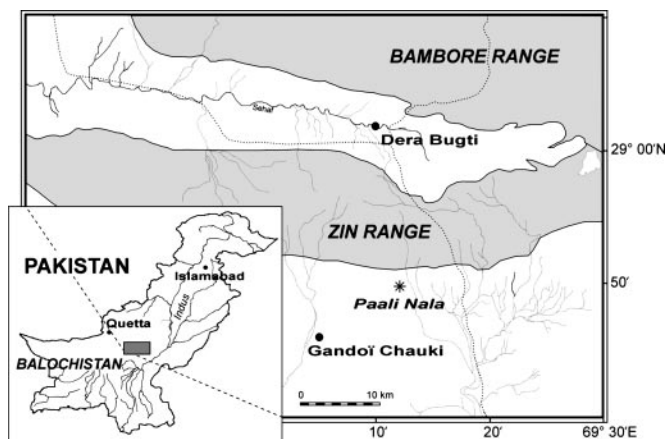 BAMBORE RANGE
Sehaf
Dera Bugti
29° 00'N
ZIN RANGE
PAKISTAN
Islamabad
Indus
Quetta
BALOCHISTAN
50'
Paali Nala
Gandoï Chauki
0 10 km
10' 20' 69° 30'E